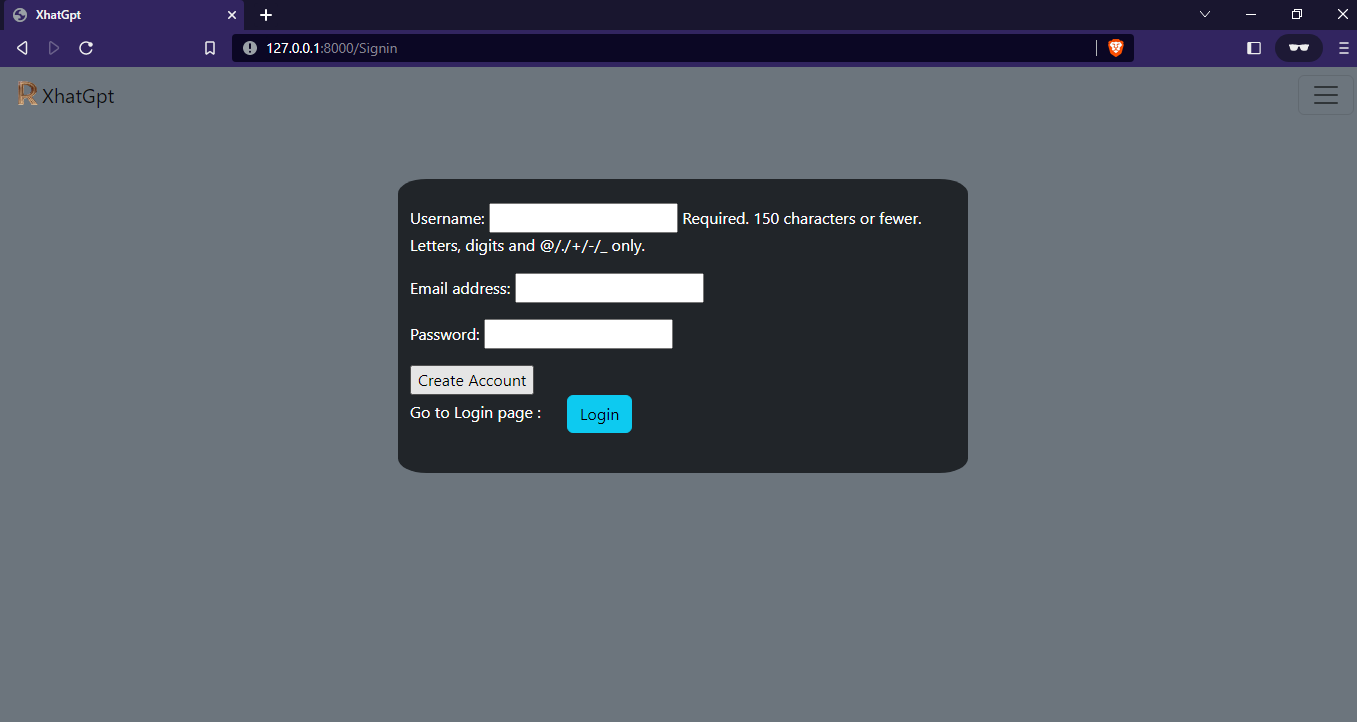 XhatGpt
127.0.0.1:8000/Signin
R XhatGpt
Username: Required. 150 characters or fewer.
Letters, digits and @/./+/-/_ only.
Email address:
Password:
Create Account
Go to Login page : Login